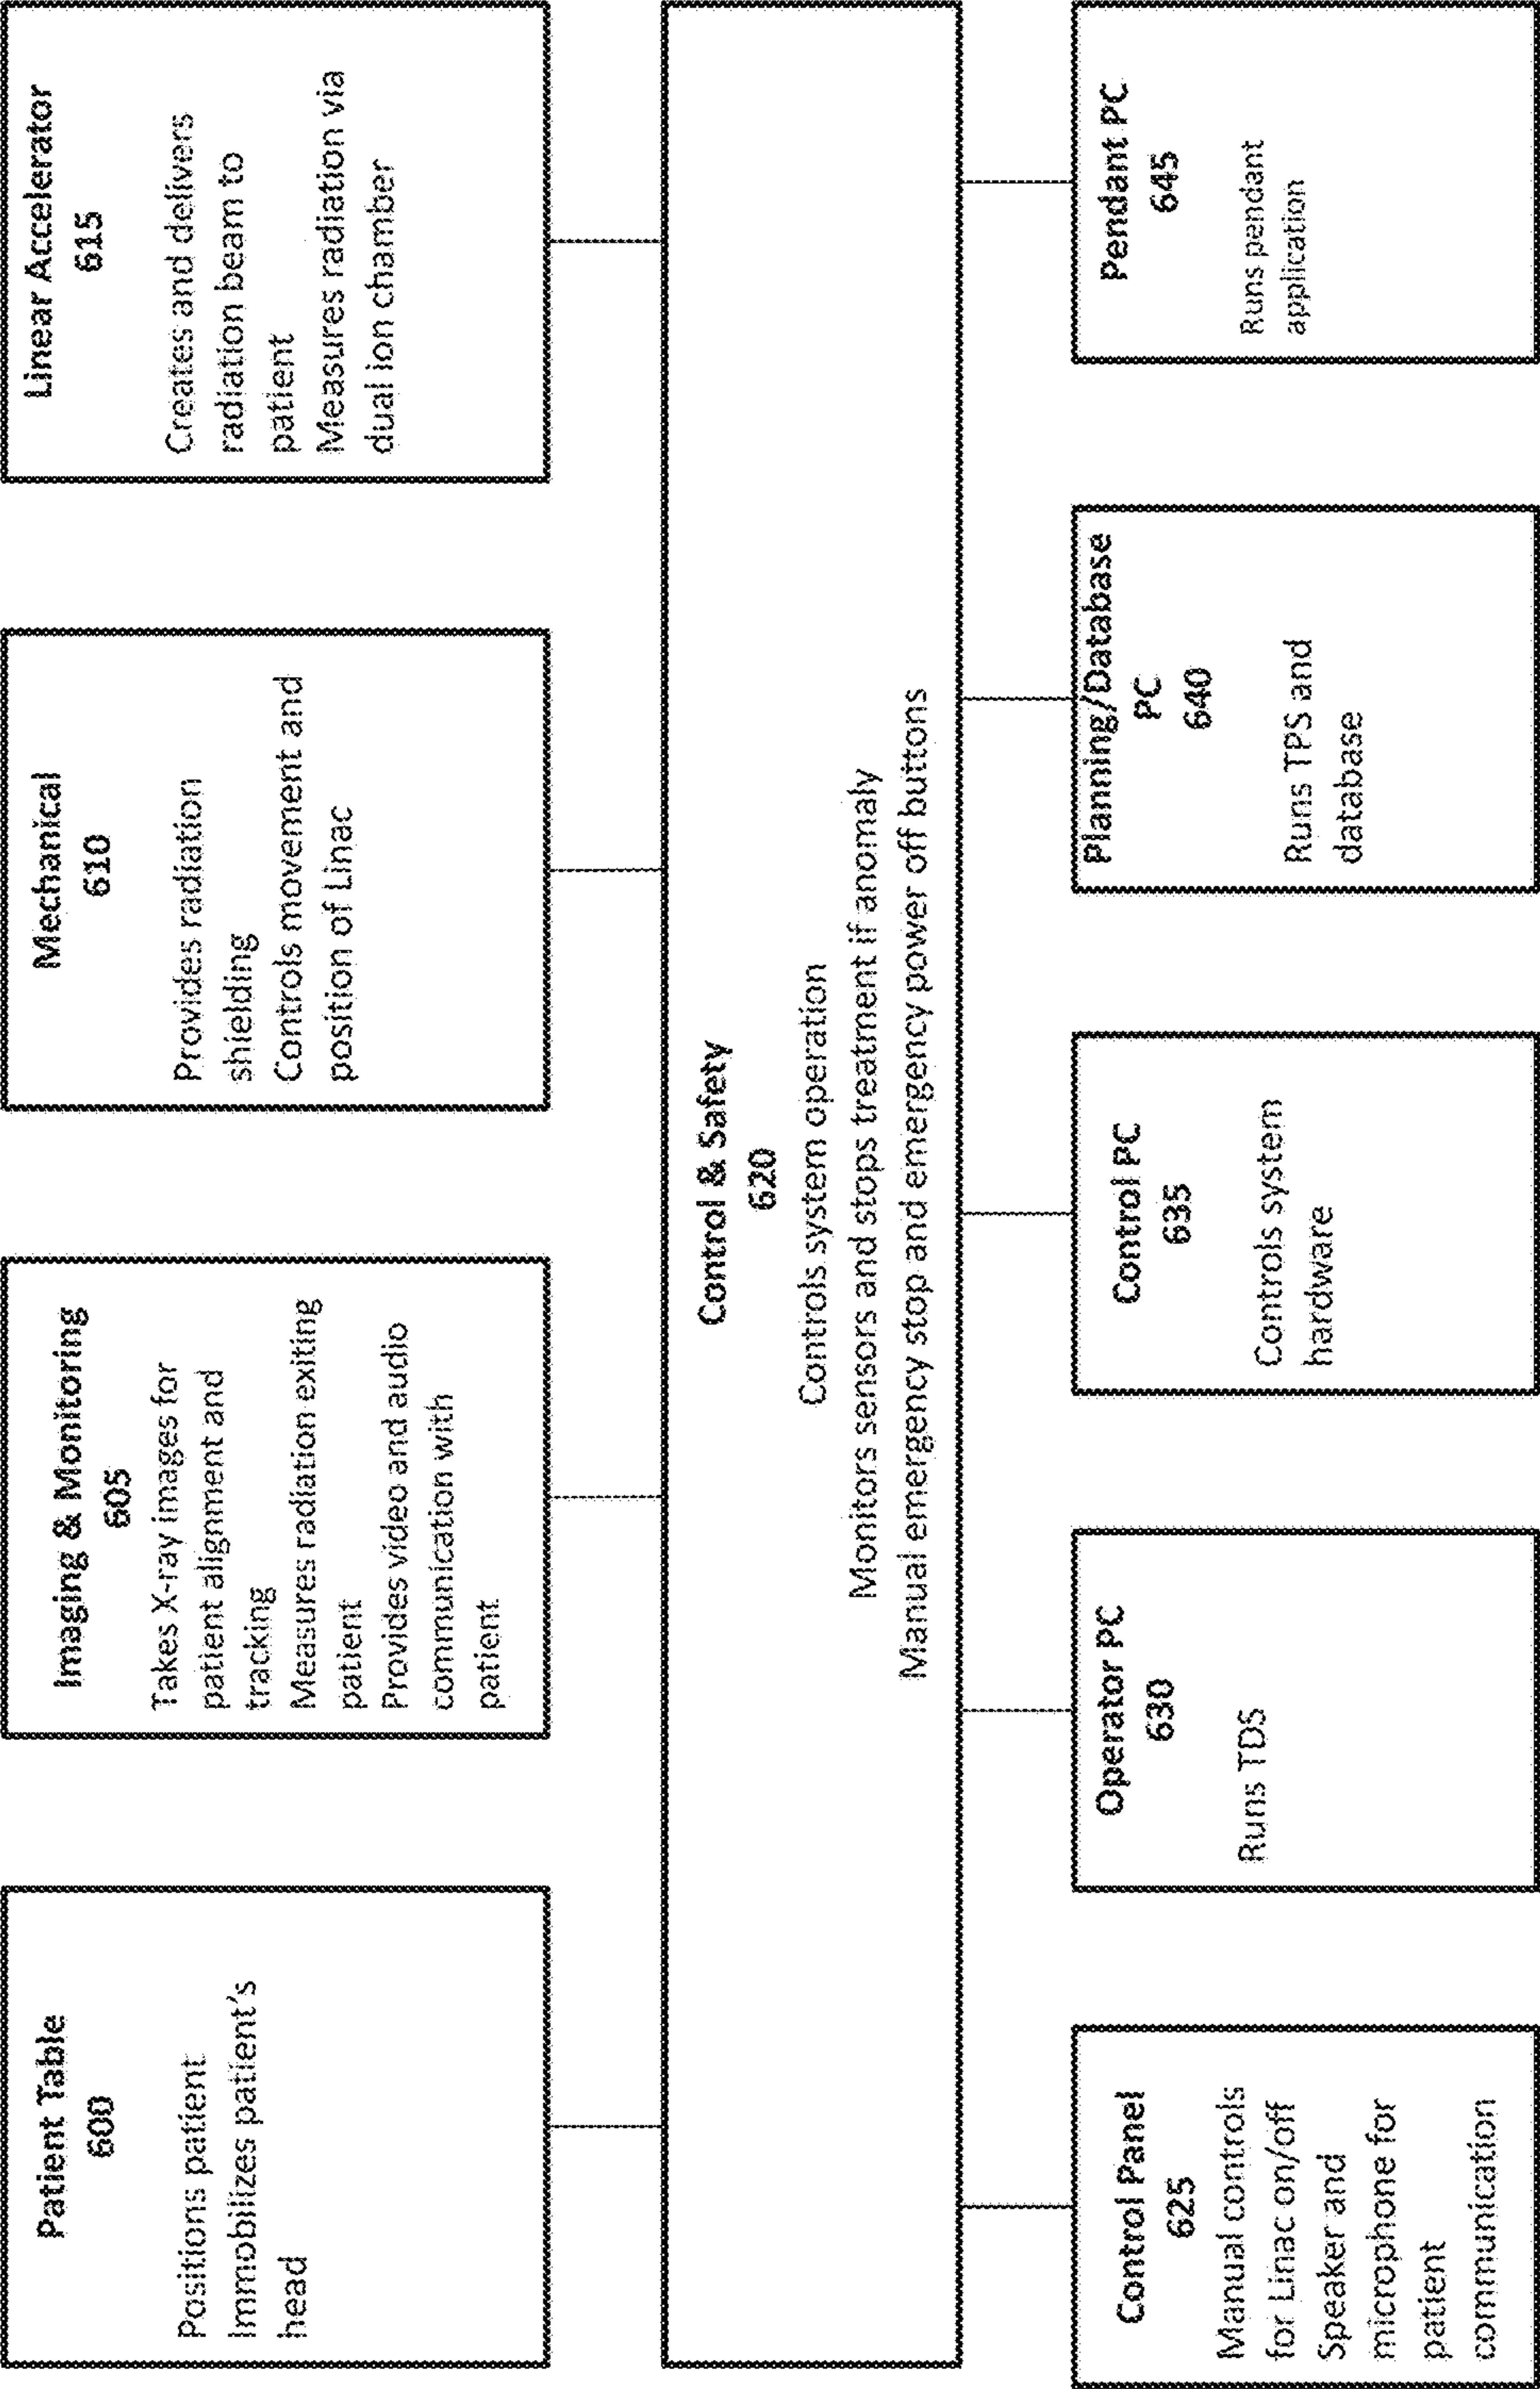 Patient Table
600
Positions patient
Immobilizes patient's
head
Imaging & Monitoring
605
Takes X-ray images for
patient alignment and
tracking
Measures radiation exiting
patient
Provides video and audio
communication with
patient
Mechanical
610
Provides radiation
shielding
Controls movement and
position of Linac
Linear Accelerator
615
Creates and delivers
radiation beam to
patient
Measures radiation via
dual ion chamber
Control & Safety
620
Controls system operation
Monitors sensors and stops treatment if anomaly
Manual emergency stop and emergency power off buttons
Control Panel
625
Manual controls
for Linac on/off
Speaker and
microphone for
patient
communication
Operator PC
630
Runs TDS
Control PC
635
Controls system
hardware
Planning/Database
PC
640
Runs TPS and
database
Pendant PC
645
Runs pendant
application